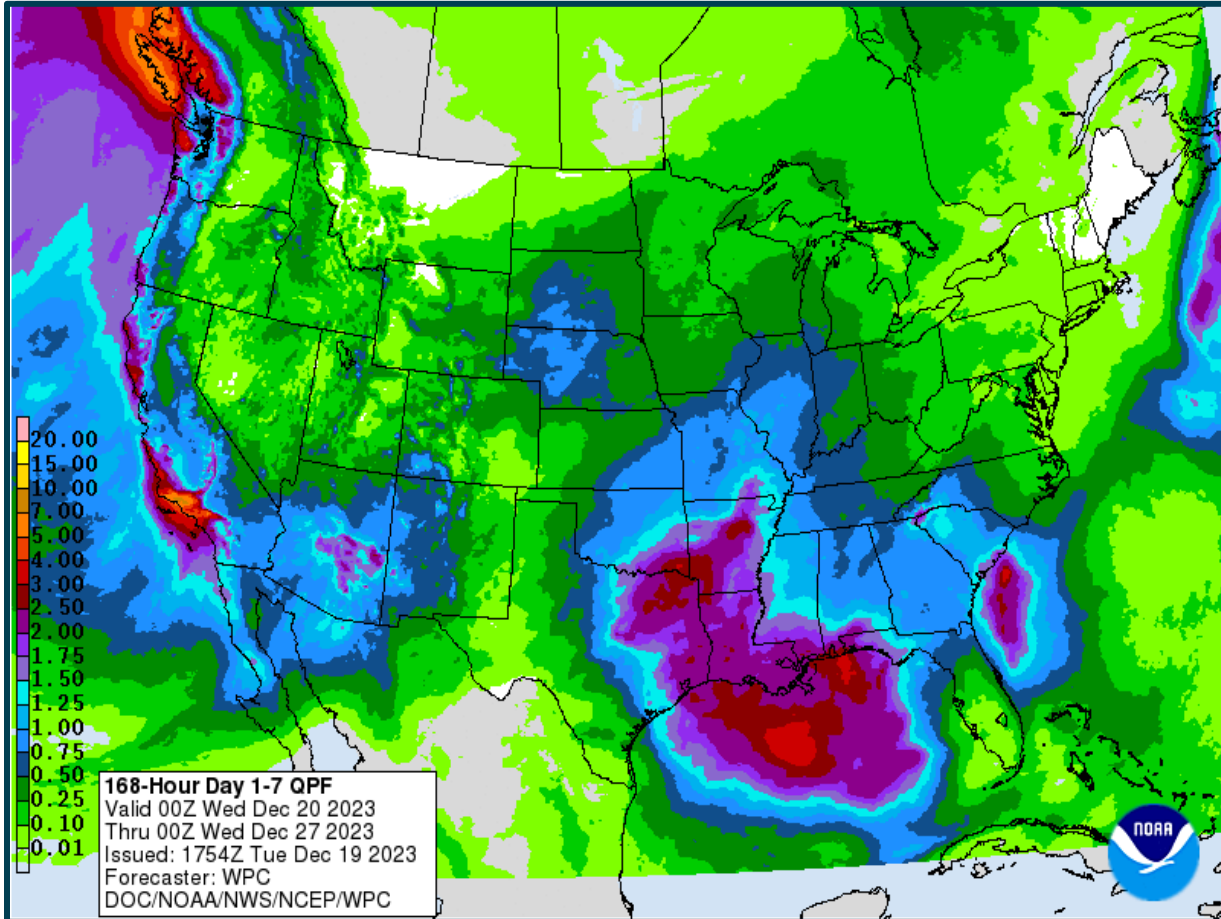 20.00
15.00
10.00
7.00
5.00
4.00
3.00
2.50
2.00
1.75
1.50
1.25
1.00
0.75
0.50
0.25
0.10
0.01
168-Hour Day 1-7 QPF
Valid 00Z Wed Dec 20 2023
Thru 00Z Wed Dec 27 2023
Issued: 1754Z Tue Dec 19 2023
Forecaster: WPC
DOC/NOAA/NWS/NCEP/WPC
NOAA